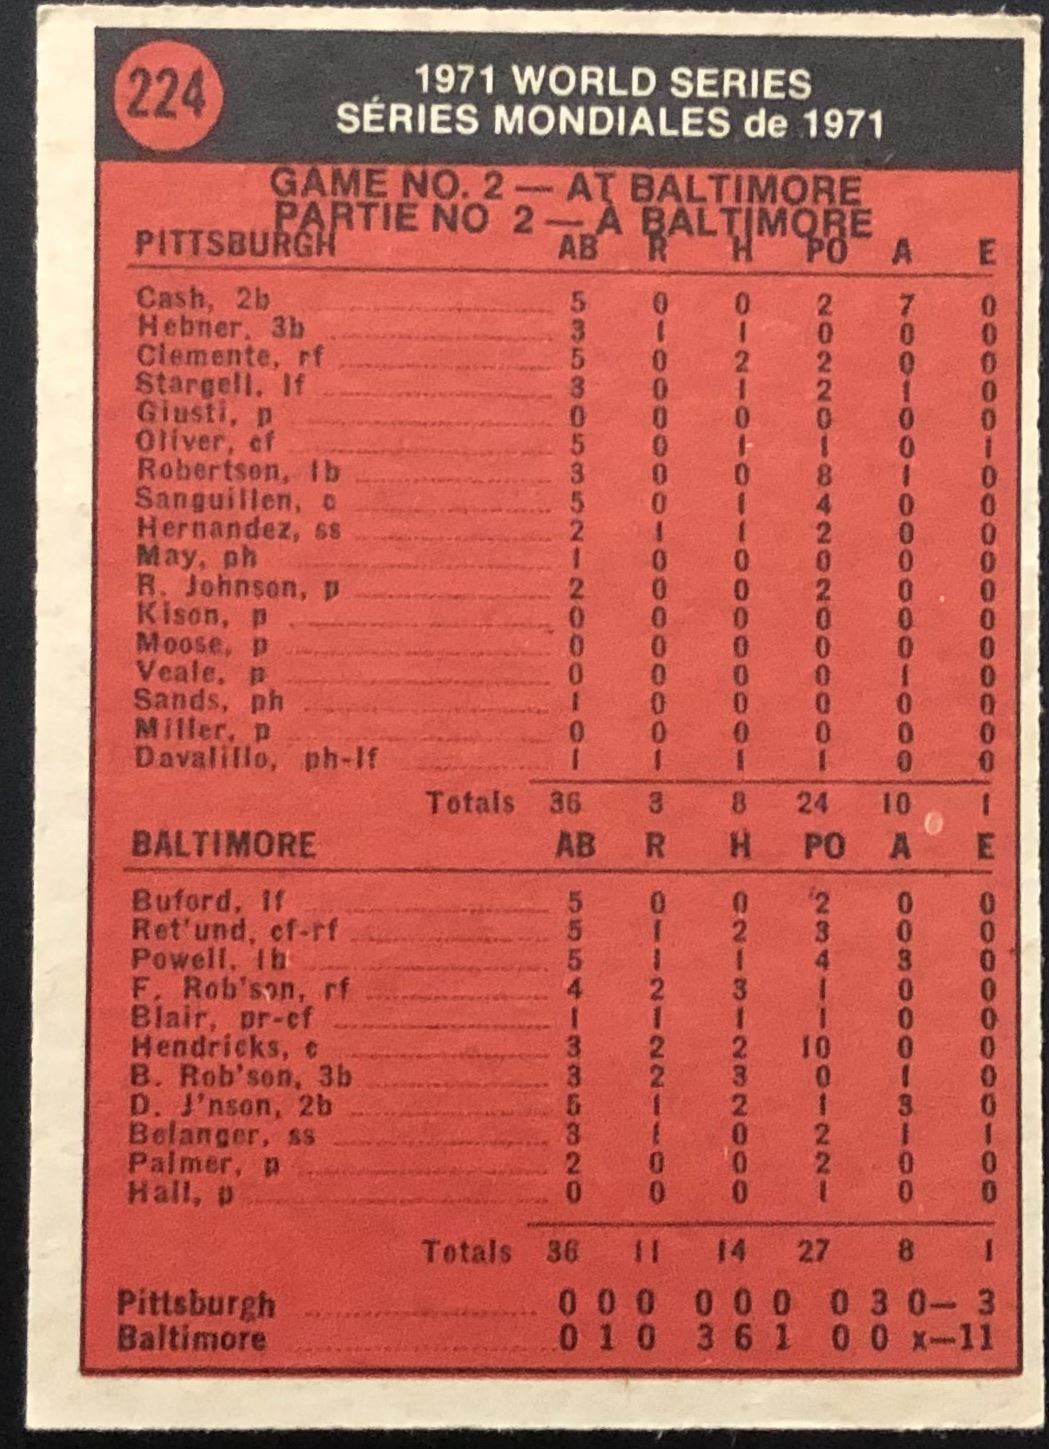 224
1971 WORLD SERIES
SÉRIES MONDIALES de 1971
GAME NO. 2 — AT BALTIMORE
PARTIE NO 2 — A BALTIMORE
PITTSBURGH AB R H PO A E
Cash, 2b 5 0 0 2 7 0
Hebner, 3b 3 1 1 0 0 0
Clemente, rf 5 0 2 2 0 0
Stargell, lf 3 0 1 2 1 0
Giusti, p 0 0 0 0 0 0
Oliver, cf 5 0 1 1 0 1
Robertson, 1b 3 0 0 8 1 0
Sanguillen, c 5 0 1 4 0 0
Hernandez, ss 2 1 1 2 0 0
May, ph 1 0 0 0 0 0
R. Johnson, p 2 0 0 2 0 0
Kison, p 0 0 0 0 0 0
Moose, p 0 0 0 0 0 0
Veale, p 0 0 0 0 1 0
Sands, ph 1 0 0 0 0 0
Miller, p 0 0 0 0 0 0
Davalillo, ph-lf 1 1 1 1 0 0
Totals 36 3 8 24 10 1
BALTIMORE AB R H PO A E
Buford, lf 5 0 0 2 0 0
Ret'und, cf-rf 5 1 2 3 0 0
Powell, 1b 5 1 1 4 3 0
F. Rob'son, rf 4 2 3 1 0 0
Blair, pr-cf 1 1 1 1 0 0
Hendricks, c 3 2 2 10 0 0
B. Rob'son, 3b 3 2 3 0 1 0
D. J'nson, 2b 5 1 2 1 3 0
Belanger, ss 3 1 0 2 1 1
Palmer, p 2 0 0 2 0 0
Hall, p 0 0 0 1 0 0
Totals 36 11 14 27 8 1
Pittsburgh 0 0 0 0 0 0 0 3 0— 3
Baltimore 0 1 0 3 6 1 0 0 x—11